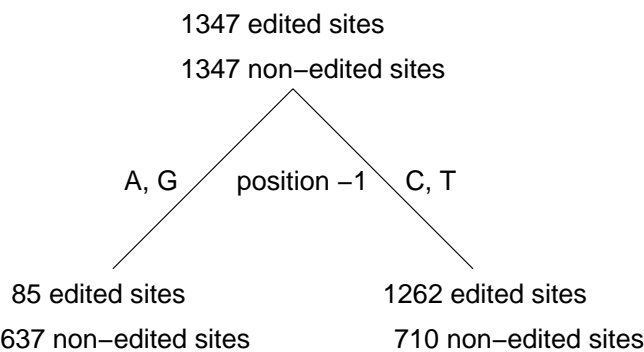 1347 edited sites
1347 non−edited sites
A, G
position −1
C, T
85 edited sites
1262 edited sites
637 non−edited sites
710 non−edited sites